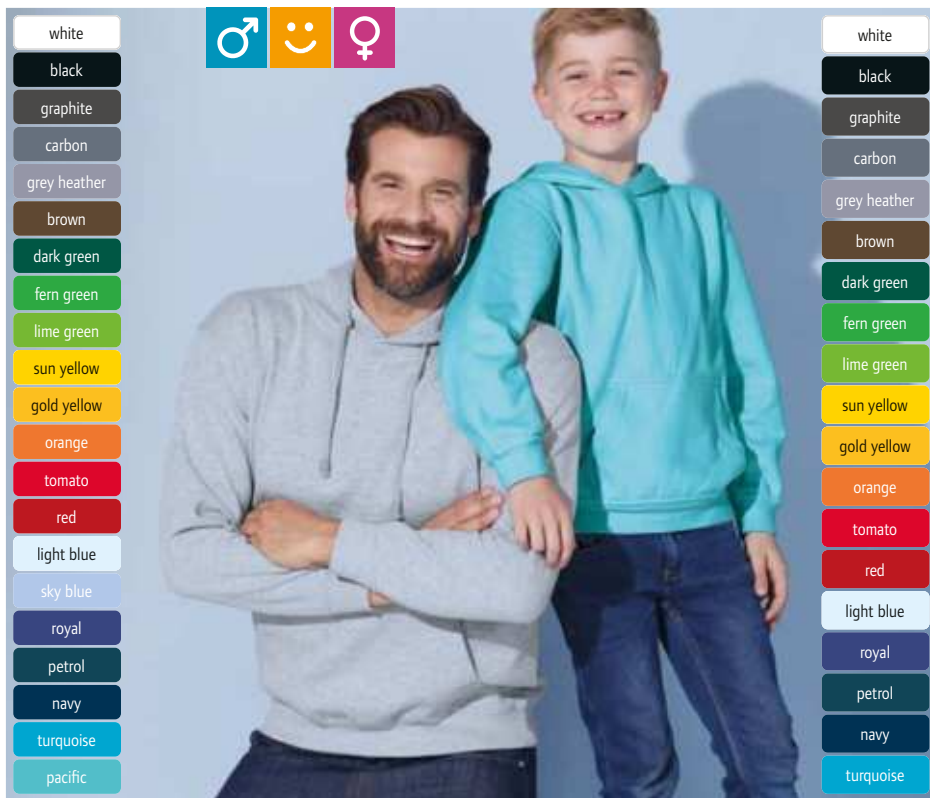 white
black
graphite
carbon
grey heather
brown
dark green
fern green
lime green
sun yellow
gold yellow
orange
tomato
red
light blue
sky blue
royal
petrol
navy
turquoise
pacific
white
black
graphite
carbon
grey heather
brown
dark green
fern green
lime green
sun yellow
gold yellow
orange
tomato
red
light blue
royal
petrol
navy
turquoise